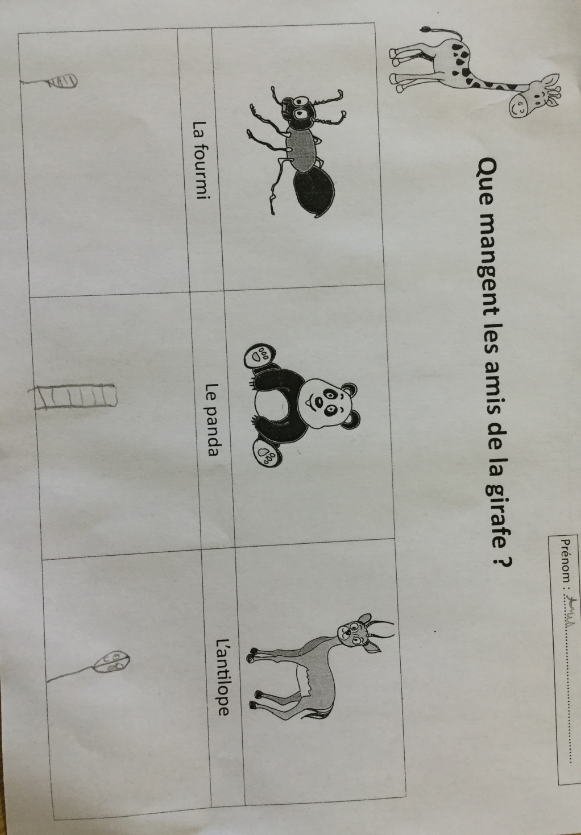 Prénom : ........................................
Que mangent les amis de la girafe ?
La fourmi
Le panda
L'antilope